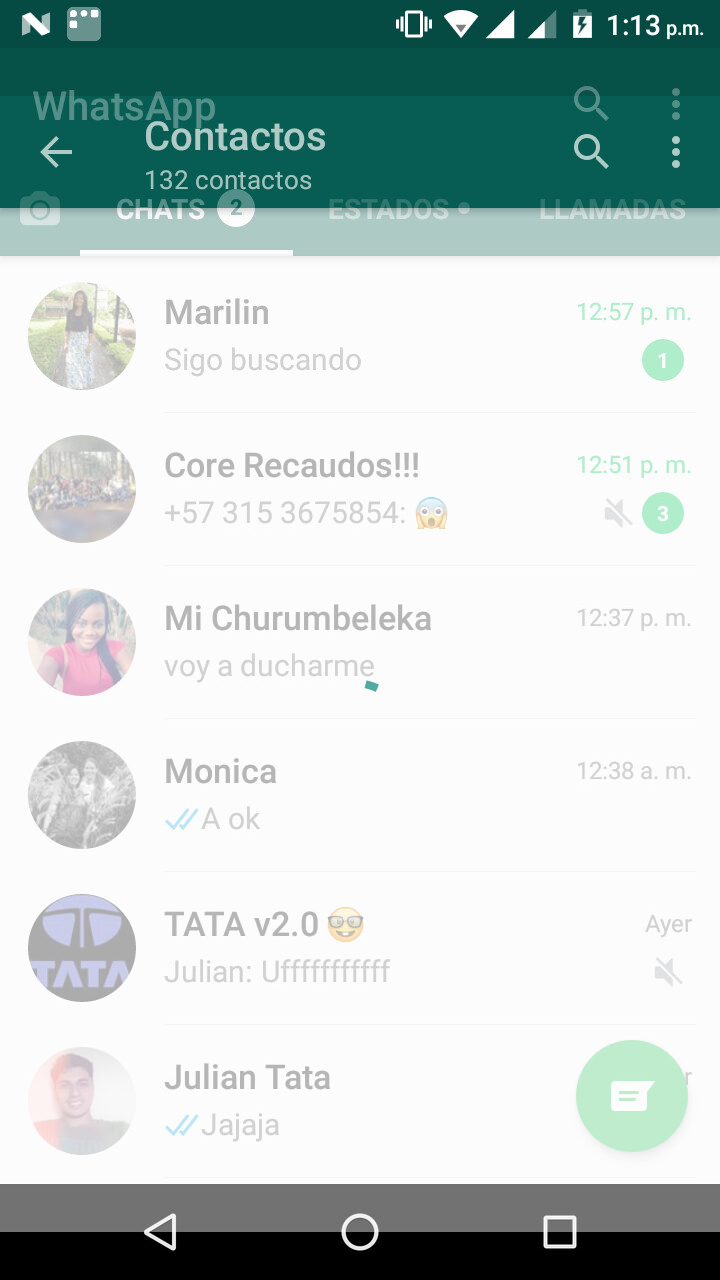 1:13 p.m.
WhatsApp
Contactos
132 contactos
CHATS 2 ESTADOS • LLAMADAS
Marilin 12:57 p. m.
Sigo buscando 1
Core Recaudos!!! 12:51 p. m.
+57 315 3675854: 😱 3
Mi Churumbeleka 12:37 p. m.
voy a ducharme
Monica 12:38 a. m.
A ok
TATA v2.0 🤓 Ayer
TATA
Julian: Ufffffffffff
Julian Tata
Jajaja